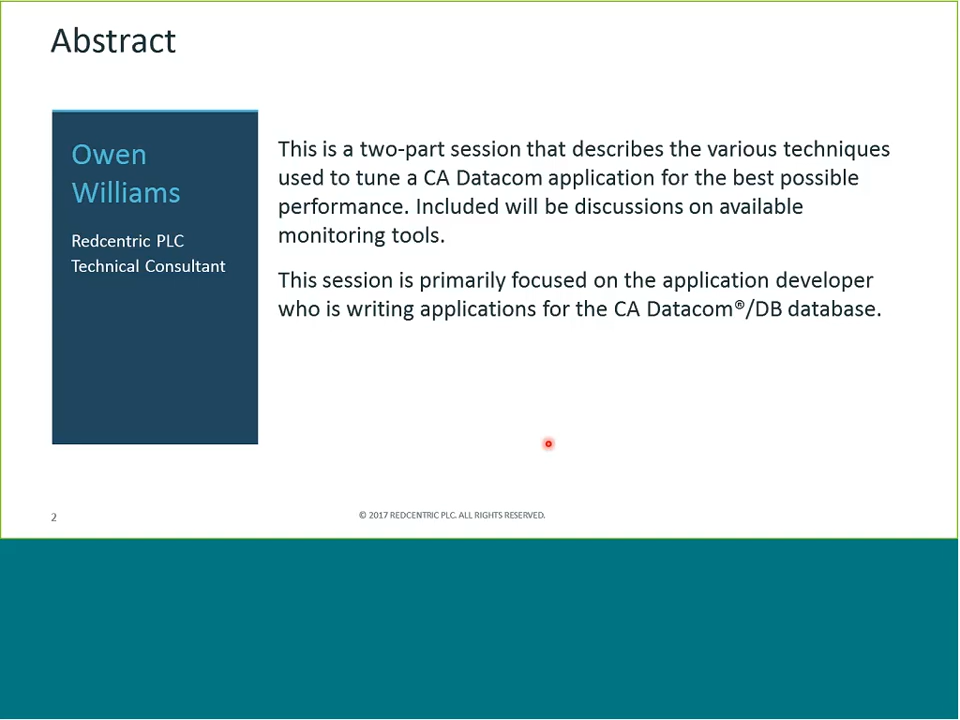 Abstract
Owen
Williams
Redcentric PLC
Technical Consultant
This is a two-part session that describes the various techniques
used to tune a CA Datacom application for the best possible
performance. Included will be discussions on available
monitoring tools.
This session is primarily focused on the application developer
who is writing applications for the CA Datacom®/DB database.
2
© 2017 REDCENTRIC PLC. ALL RIGHTS RESERVED.